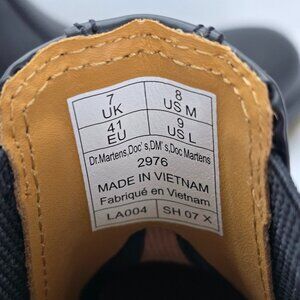 7 8
UK US M
41 9
EU US L
Dr.Martens,Doc's,DM's,Doc Martens
2976
MADE IN VIETNAM
Fabriqué en Vietnam
LA004 SH 07 X